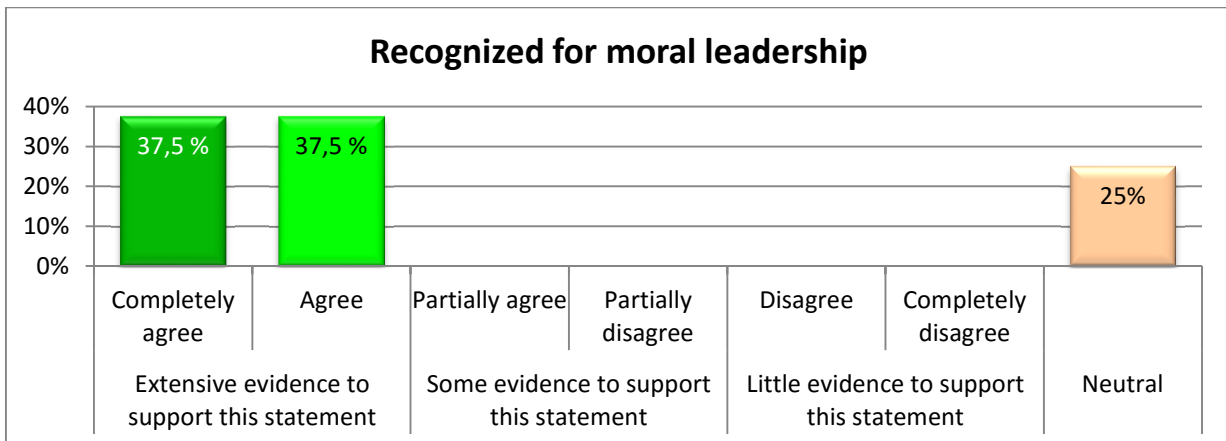 Recognized for moral leadership
40%
30%
20%
10%
0%
37,5 %
37,5 %
25%
Completely
agree
Agree
Partially agree
Partially
disagree
Disagree
Completely
disagree
Extensive evidence to
support this statement
Some evidence to support
this statement
Little evidence to support
this statement
Neutral